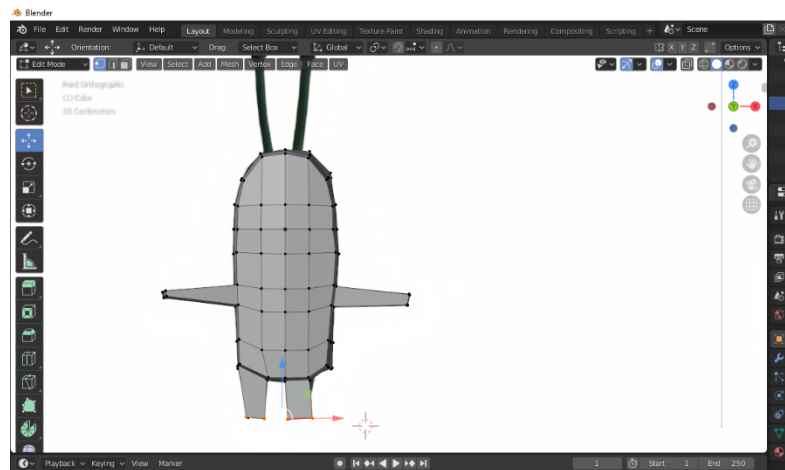 Blender
File Edit Render Window Help Layout Modeling Sculpting UV Editing Texture Paint Shading Animation Rendering Compositing Scripting + Scene
Orientation: Default Drag: Select Box Global X Y Z Options
Edit Mode View Select Add Mesh Vertex Edge Face UV
Front Orthographic
(1) Cube
10 Centimeters
Z
Y
X
Playback Keying View Marker 1 Start 1 End 250